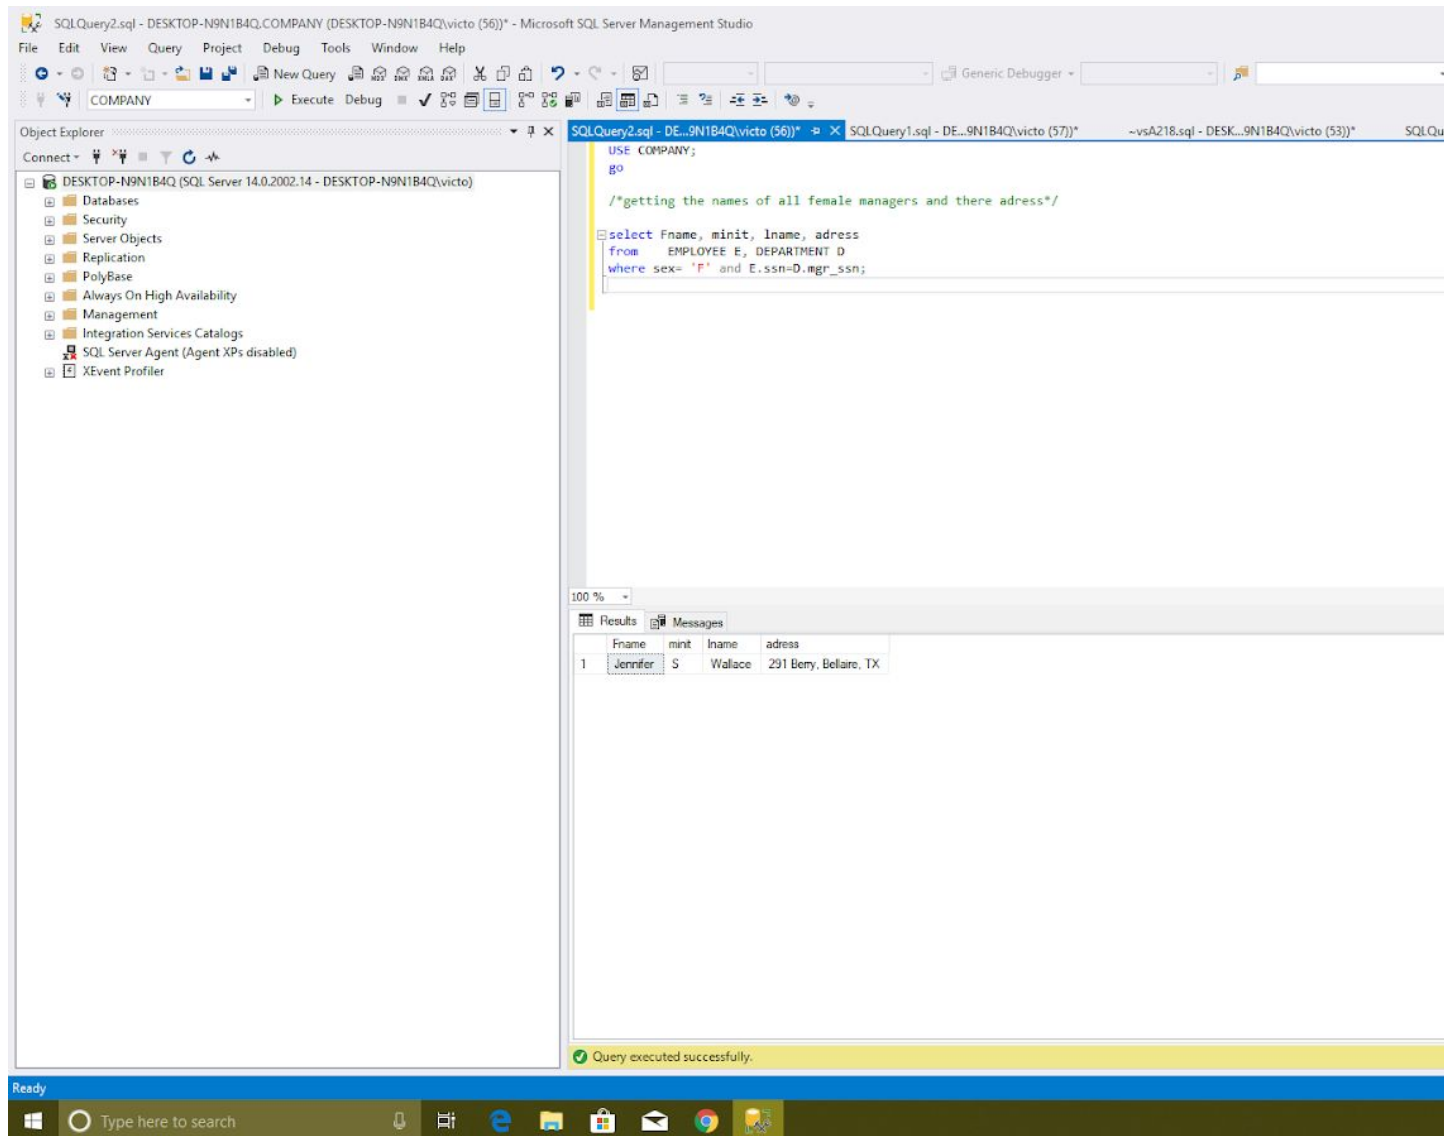 SQLQuery2.sql - DESKTOP-N9N1B4Q.COMPANY (DESKTOP-N9N1B4Q\victo (56))* - Microsoft SQL Server Management Studio
File Edit View Query Project Debug Tools Window Help
New Query Generic Debugger
COMPANY Execute Debug
Object Explorer
Connect
DESKTOP-N9N1B4Q (SQL Server 14.0.2002.14 - DESKTOP-N9N1B4Q\victo)
Databases
Security
Server Objects
Replication
PolyBase
Always On High Availability
Management
Integration Services Catalogs
SQL Server Agent (Agent XPs disabled)
XEvent Profiler
SQLQuery2.sql - DE...9N1B4Q\victo (56))* SQLQuery1.sql - DE...9N1B4Q\victo (57))* ~vsA218.sql - DESK...9N1B4Q\victo (53))* SQLQu
USE COMPANY;
go
/*getting the names of all female managers and there adress*/
select Fname, minit, lname, adress
from EMPLOYEE E, DEPARTMENT D
where sex= 'F' and E.ssn=D.mgr_ssn;
100 %
Results Messages
Fname minit lname adress
1 Jennifer S Wallace 291 Berry, Bellaire, TX
Query executed successfully.
Ready
Type here to search